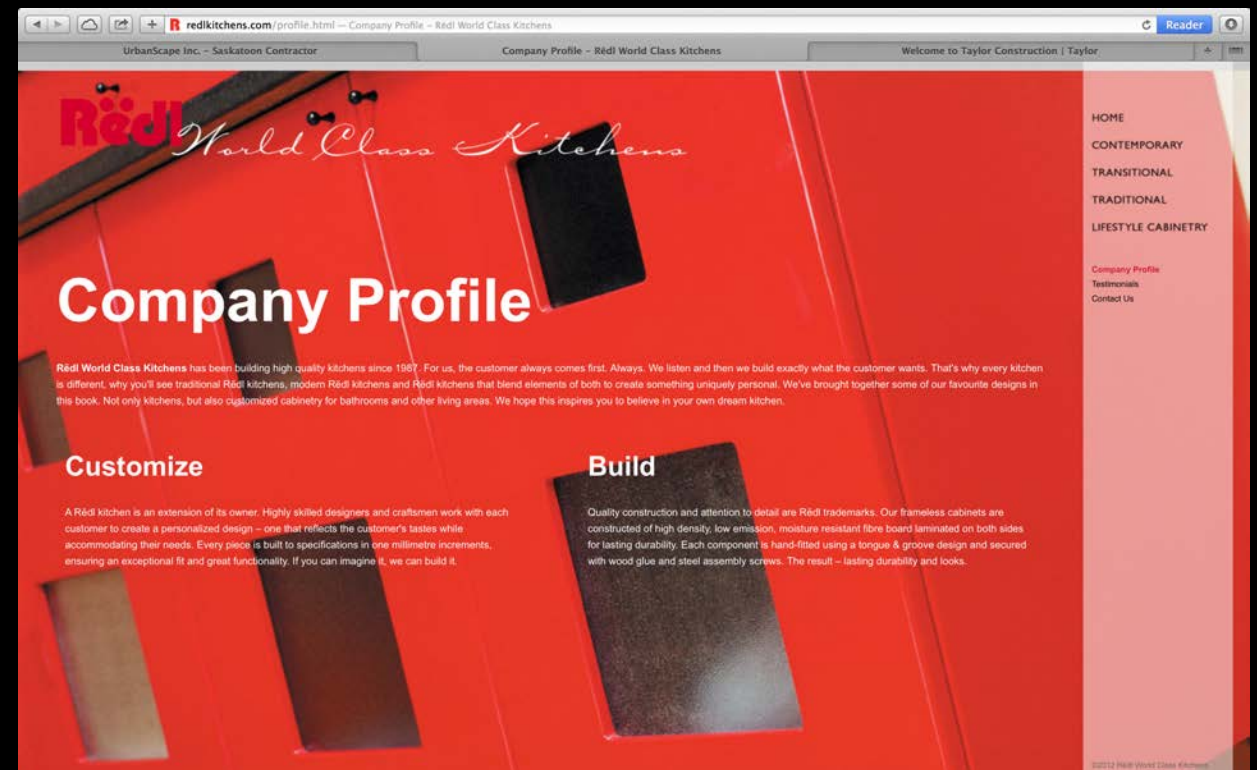 redlkitchens.com/profile.html — Company Profile – Rëdl World Class Kitchens
Reader
UrbanScape Inc. – Saskatoon Contractor
Company Profile – Rëdl World Class Kitchens
Welcome to Taylor Construction | Taylor
Rëdl World Class Kitchens
HOME
CONTEMPORARY
TRANSITIONAL
TRADITIONAL
LIFESTYLE CABINETRY
Company Profile
Testimonials
Contact Us
Company Profile
Rëdl World Class Kitchens has been building high quality kitchens since 1987. For us, the customer always comes first. Always. We listen and then we build exactly what the customer wants. That's why every kitchen
is different, why you'll see traditional Rëdl kitchens, modern Rëdl kitchens and Rëdl kitchens that blend elements of both to create something uniquely personal. We've brought together some of our favourite designs in
this book. Not only kitchens, but also customized cabinetry for bathrooms and other living areas. We hope this inspires you to believe in your own dream kitchen.
Customize
A Rëdl kitchen is an extension of its owner. Highly skilled designers and craftsmen work with each
customer to create a personalized design – one that reflects the customer's tastes while
accommodating their needs. Every piece is built to specifications in one millimetre increments,
ensuring an exceptional fit and great functionality. If you can imagine it, we can build it.
Build
Quality construction and attention to detail are Rëdl trademarks. Our frameless cabinets are
constructed of high density, low emission, moisture resistant fibre board laminated on both sides
for lasting durability. Each component is hand-fitted using a tongue & groove design and secured
with wood glue and steel assembly screws. The result – lasting durability and looks.
©2012 Rëdl World Class Kitchens